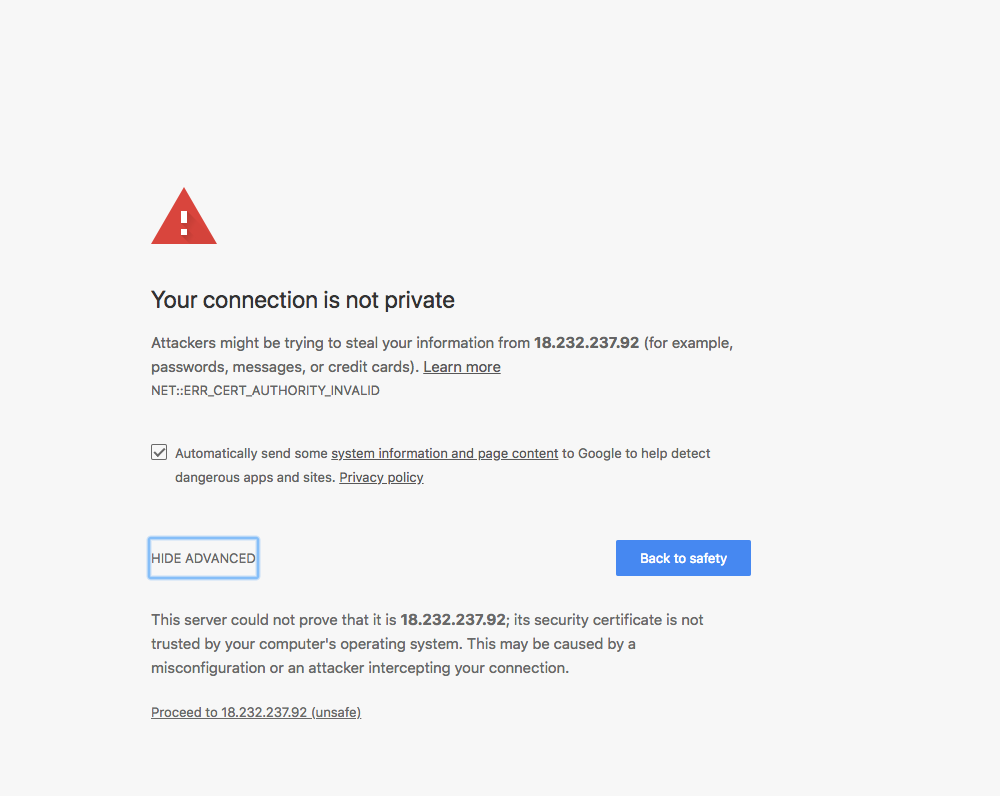 Your connection is not private
Attackers might be trying to steal your information from 18.232.237.92 (for example,
passwords, messages, or credit cards). Learn more
NET::ERR_CERT_AUTHORITY_INVALID
Automatically send some system information and page content to Google to help detect
dangerous apps and sites. Privacy policy
HIDE ADVANCED
Back to safety
This server could not prove that it is 18.232.237.92; its security certificate is not
trusted by your computer's operating system. This may be caused by a
misconfiguration or an attacker intercepting your connection.
Proceed to 18.232.237.92 (unsafe)